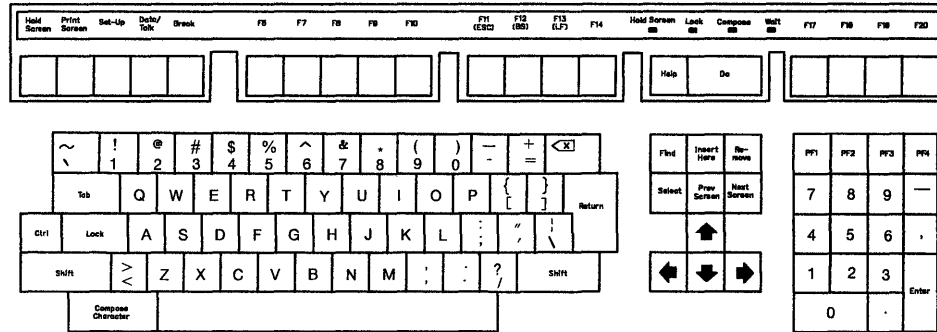 Hold Screen Print Screen Set-Up Data/ Talk Break F6 F7 F8 F9 F10 F11 (ESC) F12 (BS) F13 (LF) F14 Hold Screen Lock Compose Wait F17 F18 F19 F20
Help Do
~ ` ! 1 @ 2 # 3 $ 4 % 5 ^ 6 & 7 * 8 ( 9 ) 0 — - + =
Find Insert Here Re- move PF1 PF2 PF3 PF4
Tab Q W E R T Y U I O P { [ } ] Return
Select Prev Screen Next Screen 7 8 9 —
Ctrl Lock A S D F G H J K L : ; " ' ¦ \
4 5 6 ,
Shift > < Z X C V B N M , . ? / Shift
1 2 3 Enter
Compose Character
0 .